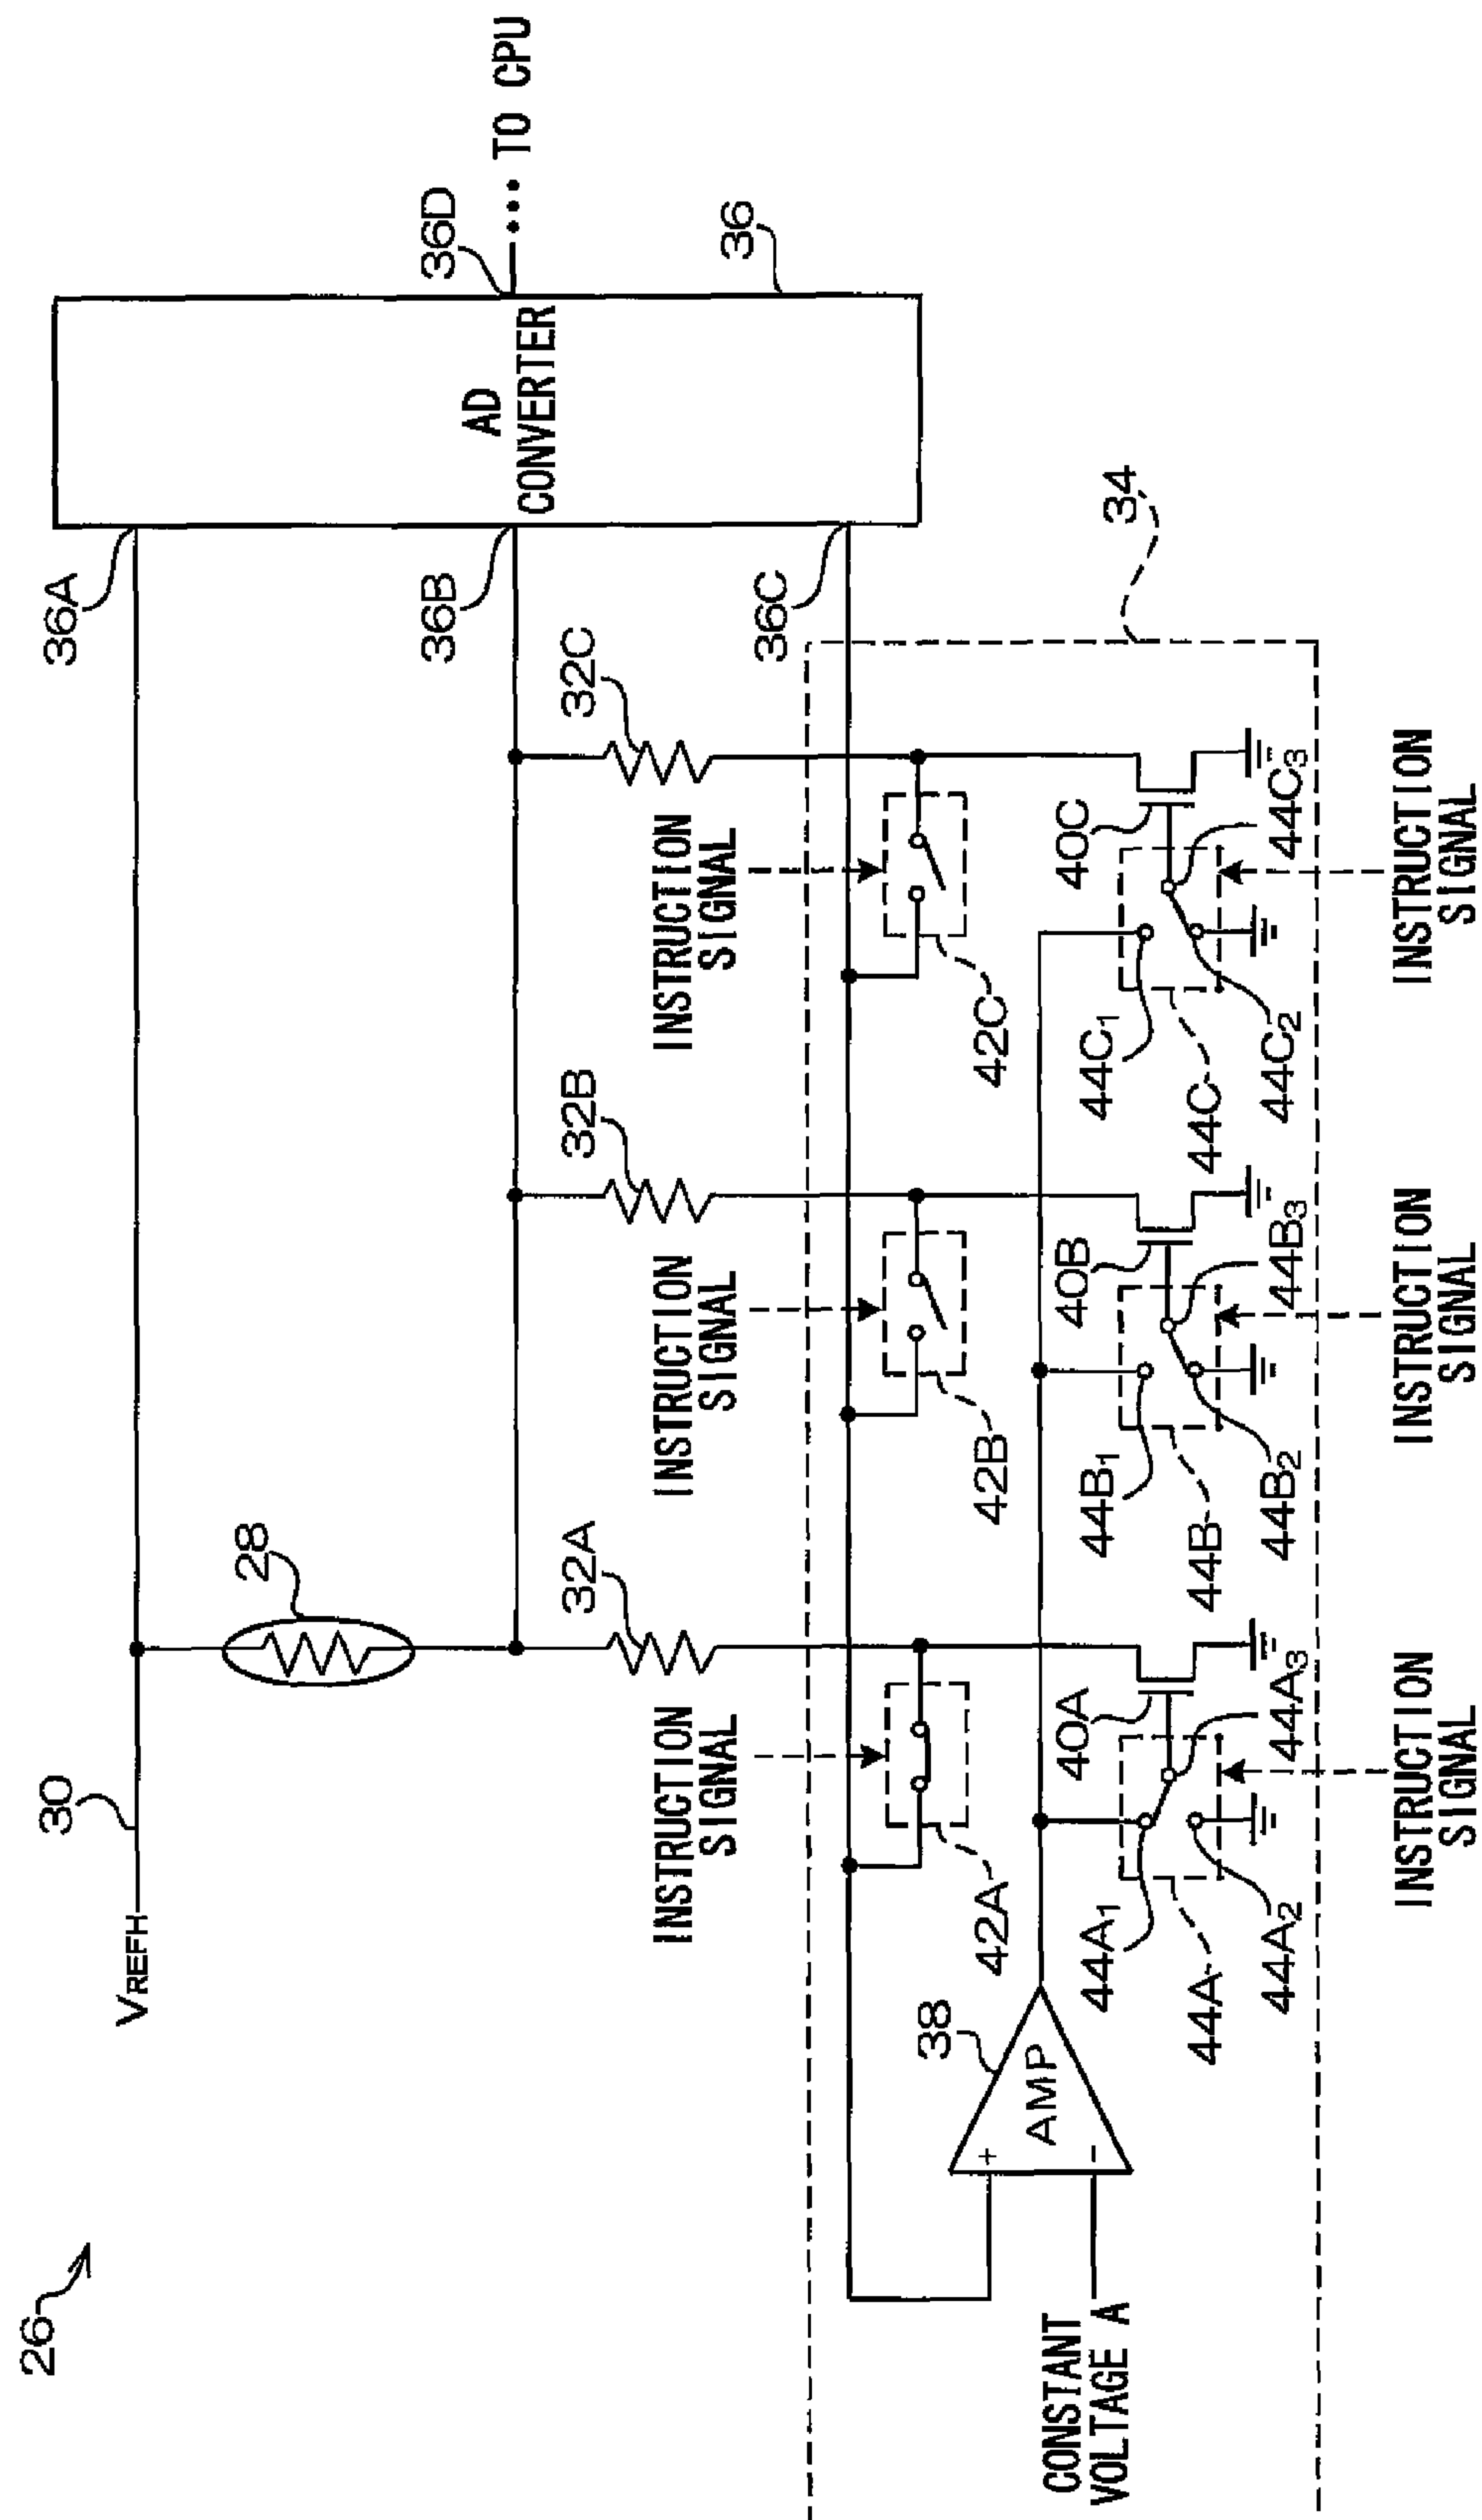 26
30
VREFH
28
36A
36B
36C
36D
36
AD
CONVERTER
TO CPU
32A
32B
32C
INSTRUCTION
SIGNAL
INSTRUCTION
SIGNAL
INSTRUCTION
SIGNAL
34
42A
42B
42C
38
+
AMP
-
CONSTANT
VOLTAGE A
40A
40B
40C
44A1
44A
44A2
44A3
44B1
44B
44B2
44B3
44C1
44C
44C2
44C3
INSTRUCTION
SIGNAL
INSTRUCTION
SIGNAL
INSTRUCTION
SIGNAL